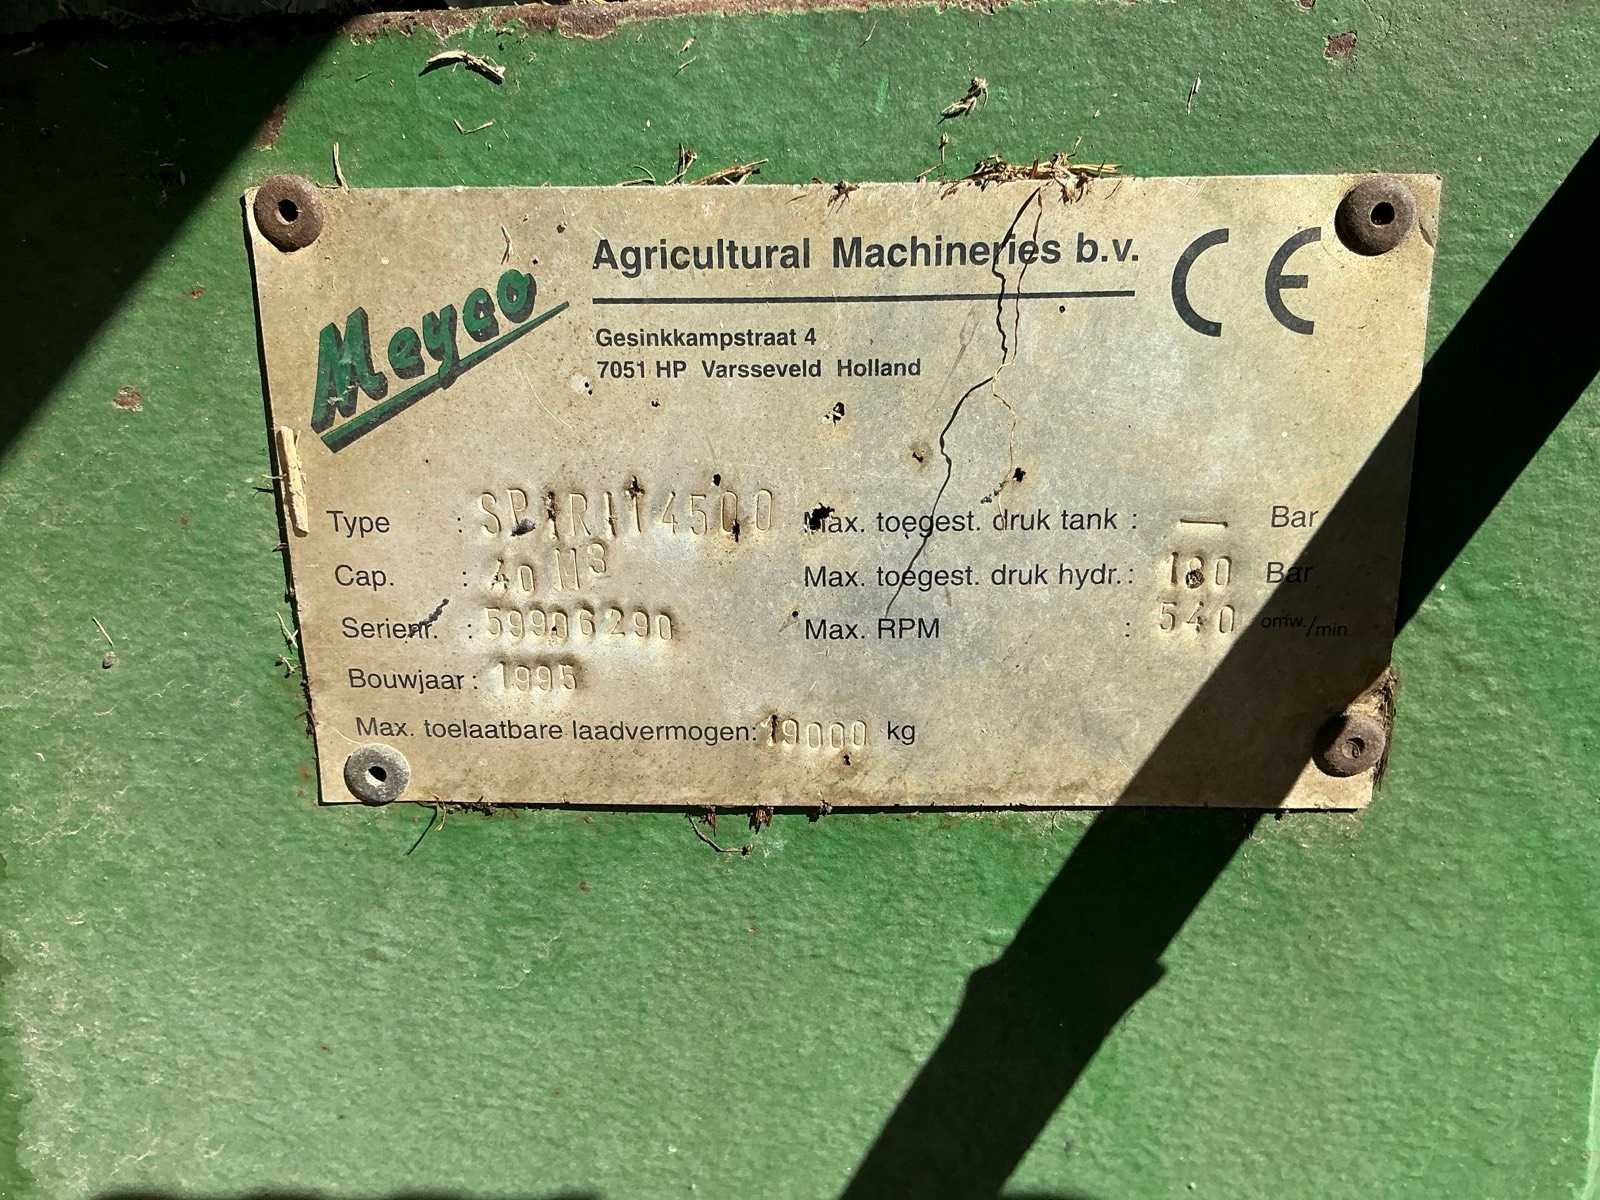 Meyco
Agricultural Machineries b.v. CE
Gesinkkampstraat 4
7051 HP Varsseveld Holland
Type : SPIRIT 4500
Cap. : 40 M3
Serienr. : 59906290
Bouwjaar : 1995
Max. toelaatbare laadvermogen: 19000 kg
Max. toegest. druk tank : — Bar
Max. toegest. druk hydr. : 180 Bar
Max. RPM : 540 omw./min